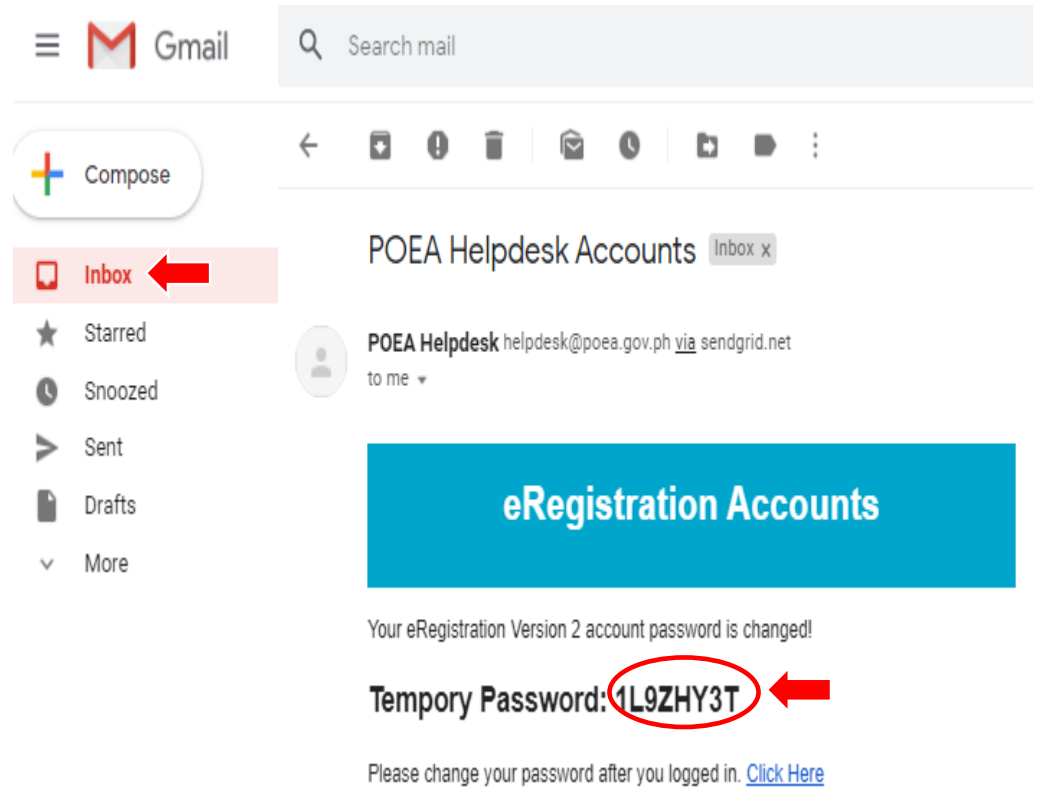 Gmail
Search mail
Compose
Inbox
Starred
Snoozed
Sent
Drafts
More
POEA Helpdesk Accounts Inbox x
POEA Helpdesk helpdesk@poea.gov.ph via sendgrid.net
to me
eRegistration Accounts
Your eRegistration Version 2 account password is changed!
Tempory Password: 1L9ZHY3T
Please change your password after you logged in. Click Here